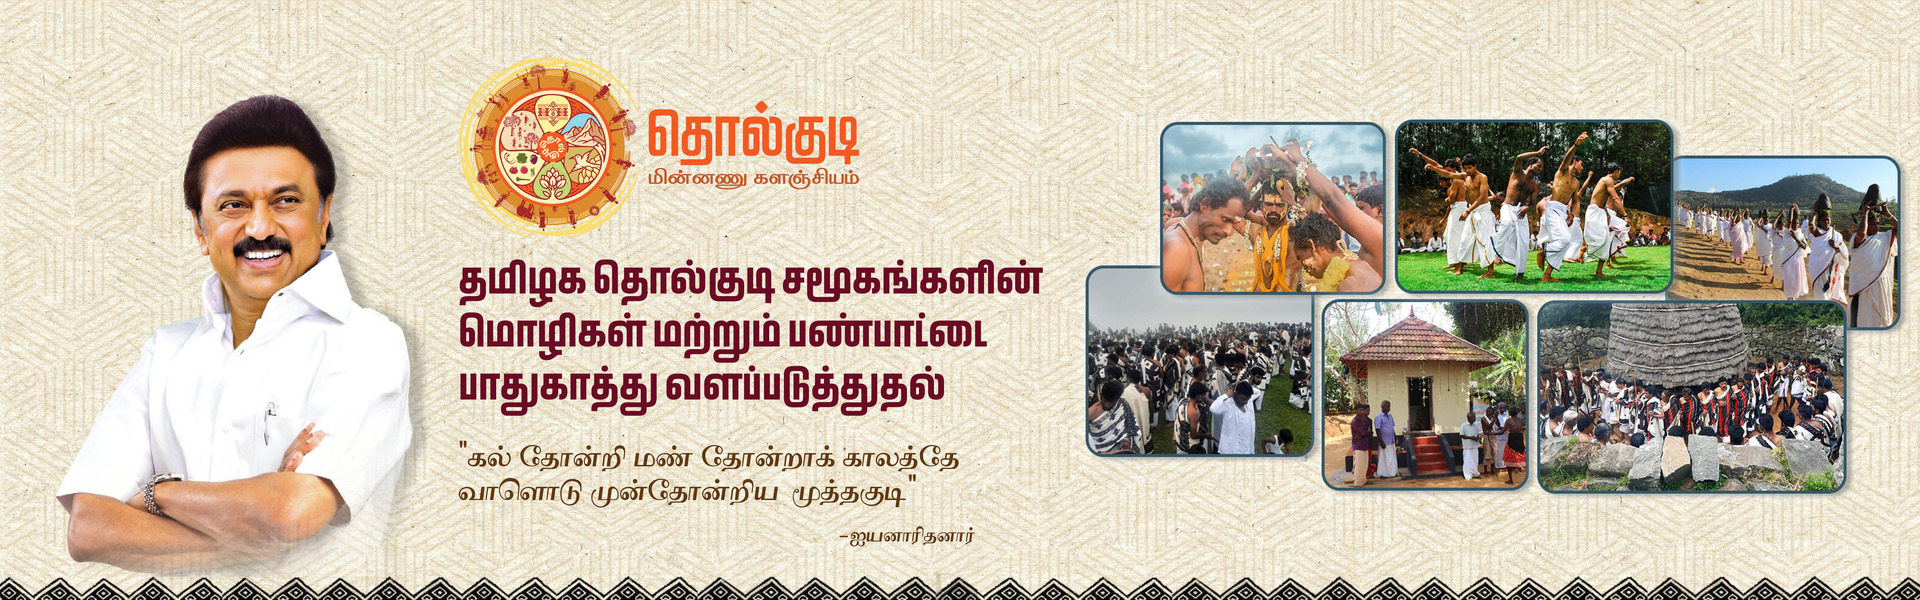 தொல்குடி
மின்னணு களஞ்சியம்
தமிழக தொல்குடி சமூகங்களின்
மொழிகள் மற்றும் பண்பாட்டை
பாதுகாத்து வளப்படுத்துதல்
"கல் தோன்றி மண் தோன்றாக் காலத்தே
வாளொடு முன்தோன்றிய மூத்தகுடி"
-ஐயனாரிதனார்